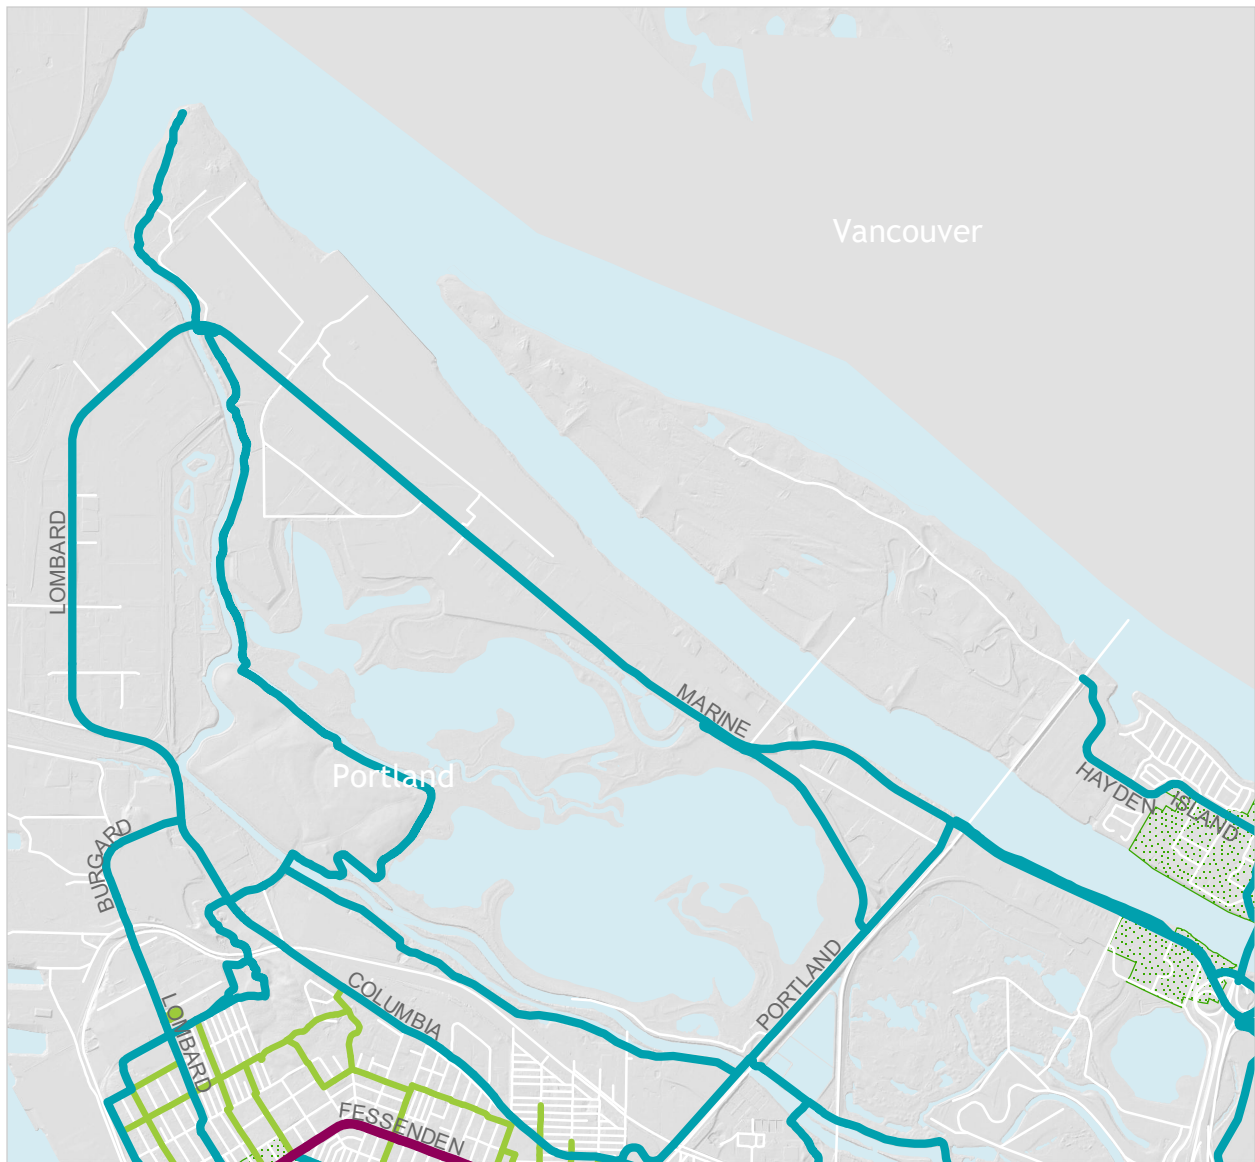 Vancouver
LOMBARD
MARINE
Portland
HAYDEN ISLAND
BURGARD
PORTLAND
COLUMBIA
LOMBARD
FESSENDEN